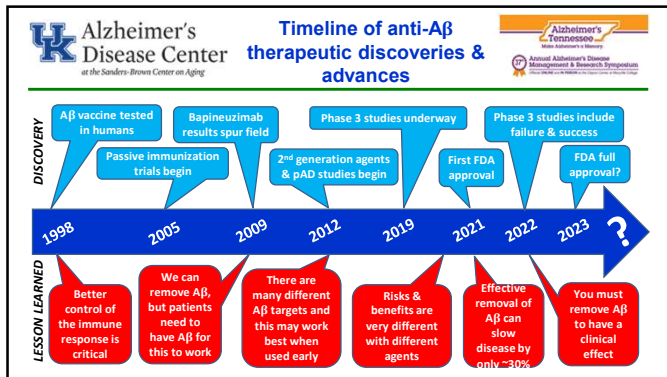 UK
Alzheimer's
Disease Center
at the Sanders-Brown Center on Aging
Timeline of anti-Aβ
therapeutic discoveries &
advances
Alzheimer's
TENNESSEE
Make Alzheimer's a Memory.
37th
Annual Alzheimer's Disease
Management & Research Symposium
DISCOVERY
Aβ vaccine tested
in humans
Passive immunization
trials begin
Bapineuzimab
results spur field
2nd generation agents
& pAD studies begin
Phase 3 studies underway
First FDA
approval
Phase 3 studies include
failure & success
FDA full
approval?
1998
2005
2009
2012
2019
2021
2022
2023
?
LESSON LEARNED
Better
control of
the immune
response is
critical
We can
remove Aβ,
but patients
need to
have Aβ for
this to work
There are
many different
Aβ targets and
this may work
best when
used early
Risks &
benefits are
very different
with different
agents
Effective
removal of
Aβ can
slow
disease by
only ~30%
You must
remove Aβ
to have a
clinical
effect